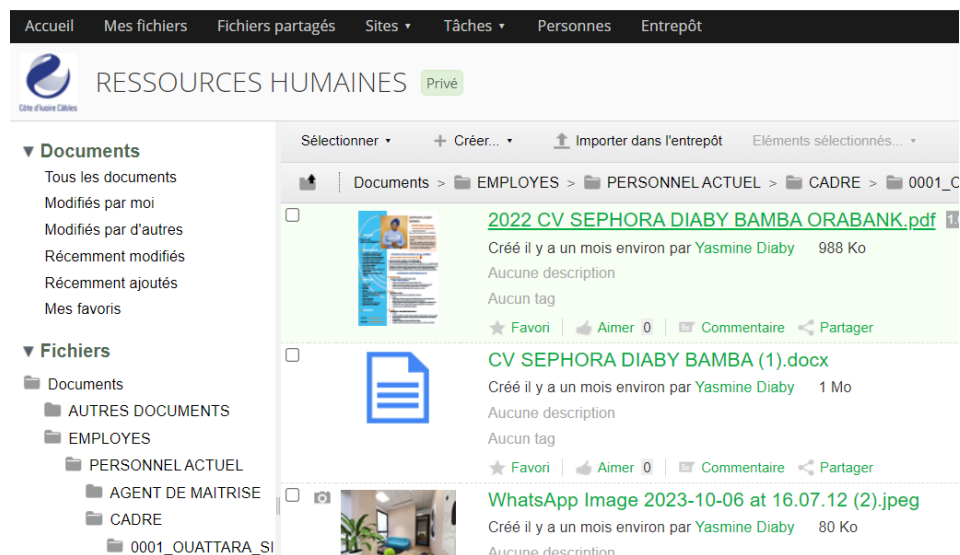 Accueil Mes fichiers Fichiers partagés Sites Tâches Personnes Entrepôt
Côte d'Ivoire Câbles
RESSOURCES HUMAINES Privé
Sélectionner + Créer... Importer dans l'entrepôt Eléments sélectionnés...
Documents
Tous les documents
Modifiés par moi
Modifiés par d'autres
Récemment modifiés
Récemment ajoutés
Mes favoris
Fichiers
Documents
AUTRES DOCUMENTS
EMPLOYES
PERSONNEL ACTUEL
AGENT DE MAITRISE
CADRE
0001_OUATTARA_SI
Documents > EMPLOYES > PERSONNEL ACTUEL > CADRE > 0001_O
2022 CV SEPHORA DIABY BAMBA ORABANK.pdf
Créé il y a un mois environ par Yasmine Diaby 988 Ko
Aucune description
Aucun tag
Favori Aimer 0 Commentaire Partager
CV SEPHORA DIABY BAMBA (1).docx
Créé il y a un mois environ par Yasmine Diaby 1 Mo
Aucune description
Aucun tag
Favori Aimer 0 Commentaire Partager
WhatsApp Image 2023-10-06 at 16.07.12 (2).jpeg
Créé il y a un mois environ par Yasmine Diaby 80 Ko
Aucune description